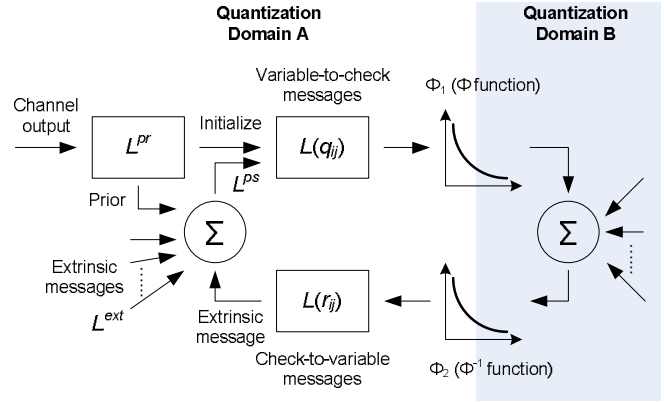 Quantization
Domain A
Quantization
Domain B
Variable-to-check
messages
Φ₁ (Φ function)
Channel
output
L^pr
Initialize
L(q_ij)
L^ps
Prior
Σ
Σ
Extrinsic
messages
L^ext
Extrinsic
message
L(r_ij)
Check-to-variable
messages
Φ₂ (Φ⁻¹ function)